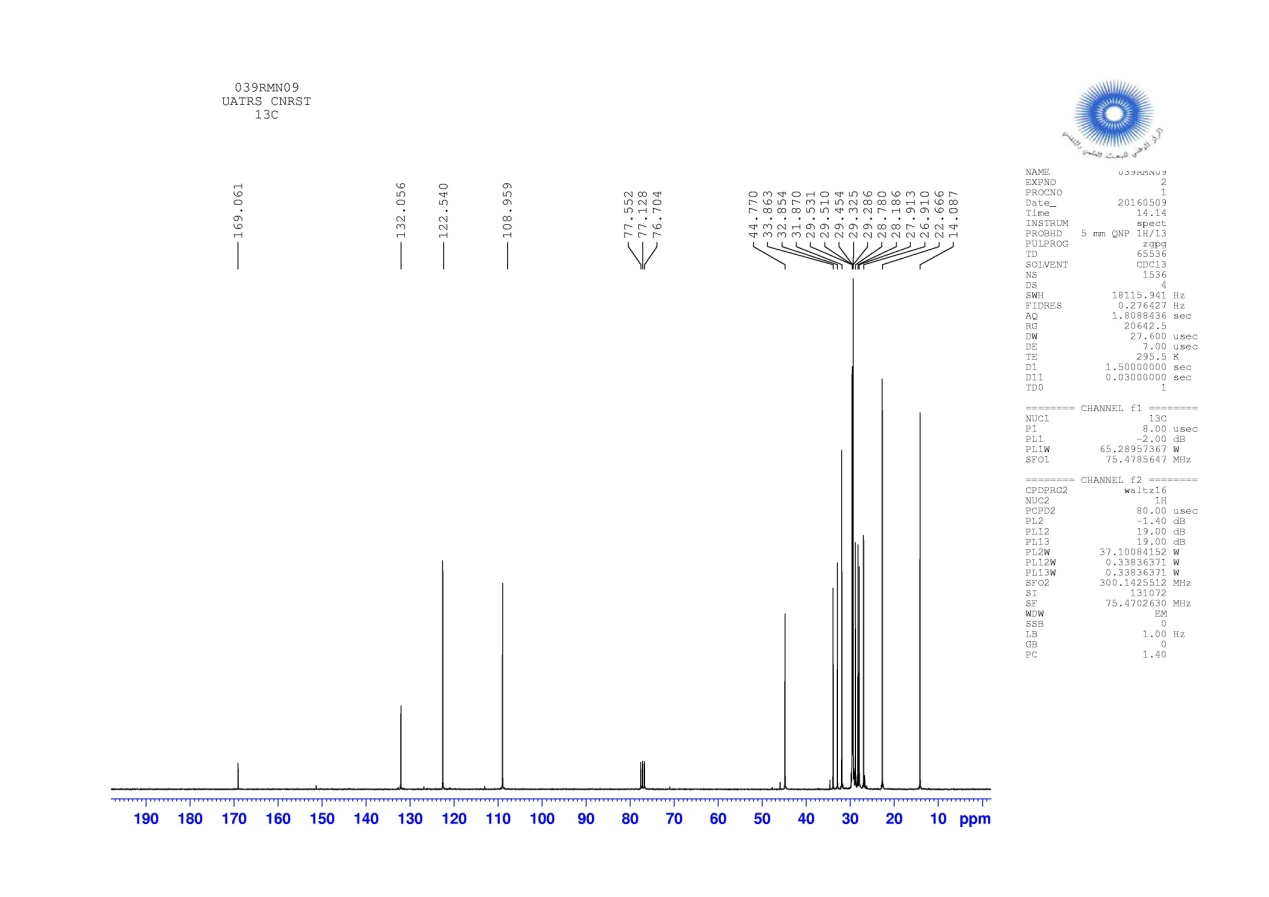 039RMN09
UATRS CNRST
13C
169.061
132.056
122.540
108.959
77.552
77.128
76.704
44.770
33.863
32.854
31.870
29.531
29.510
29.454
29.325
29.286
28.780
28.186
27.913
26.910
22.666
14.087
NAME 039RMN09
EXPNO 2
PROCNO 1
Date_ 20160509
Time 14.14
INSTRUM spect
PROBHD 5 mm QNP 1H/13
PULPROG zgpg
TD 65536
SOLVENT CDCl3
NS 1536
DS 4
SWH 18115.941 Hz
FIDRES 0.276427 Hz
AQ 1.8088436 sec
RG 20642.5
DW 27.600 usec
DE 7.00 usec
TE 295.5 K
D1 1.50000000 sec
D11 0.03000000 sec
TD0 1
======== CHANNEL f1 ========
NUC1 13C
P1 8.00 usec
PL1 -2.00 dB
PL1W 65.28957367 W
SFO1 75.4785647 MHz
======== CHANNEL f2 ========
CPDPRG2 waltz16
NUC2 1H
PCPD2 80.00 usec
PL2 -1.40 dB
PL12 19.00 dB
PL13 19.00 dB
PL2W 37.10084152 W
PL12W 0.33836371 W
PL13W 0.33836371 W
SFO2 300.1425512 MHz
SI 131072
SF 75.4702630 MHz
WDW EM
SSB 0
LB 1.00 Hz
GB 0
PC 1.40
190 180 170 160 150 140 130 120 110 100 90 80 70 60 50 40 30 20 10 ppm